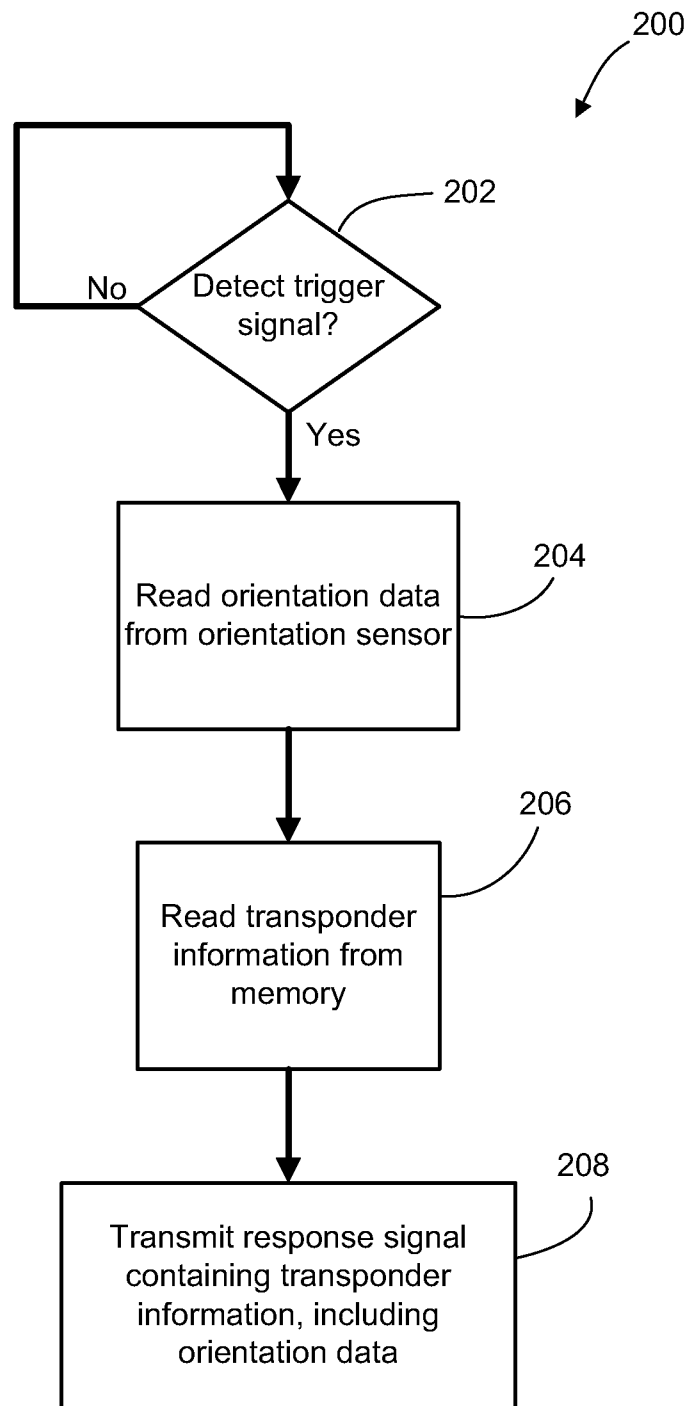 200
202
Detect trigger
signal?
No
Yes
204
Read orientation data
from orientation sensor
206
Read transponder
information from
memory
208
Transmit response signal
containing transponder
information, including
orientation data